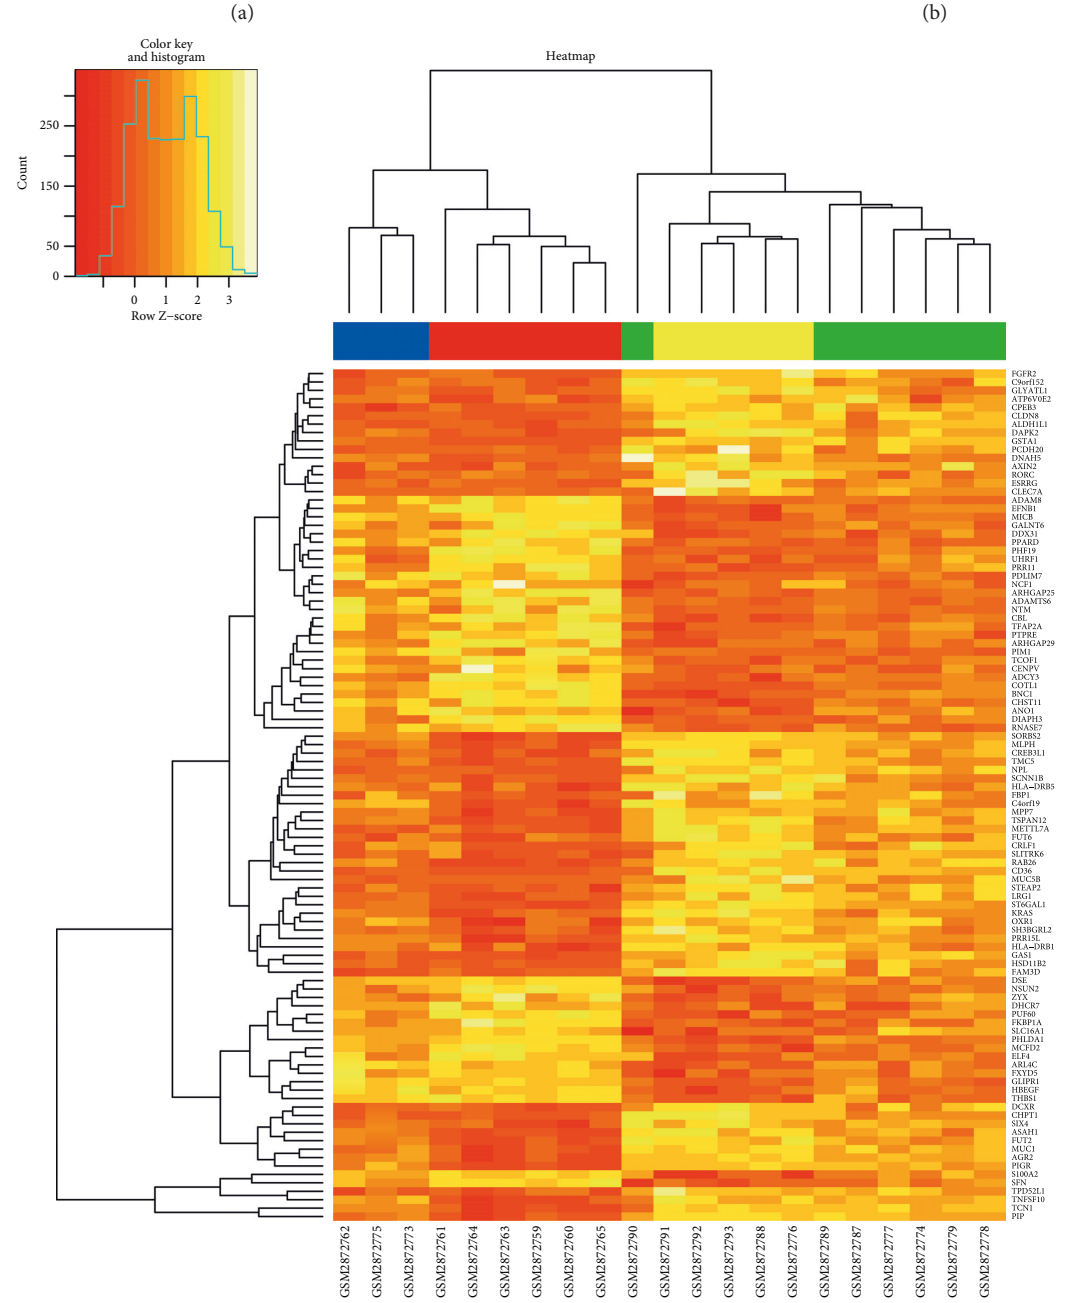 (a)
(b)
Color key
and histogram
Count
250
150
50
0
0 1 2 3
Row Z−score
Heatmap
FGFR2
C9orf152
GLYATL1
ATP6V0E2
CPEB3
CLDN8
ALDH1L1
DAPK2
GSTA1
PCDH20
DNAH5
AXIN2
RORC
ESRRG
CLEC7A
ADAM8
EFNB1
MICB
GALNT6
DDX31
PPARD
PHF19
UHRF1
PRR11
PDLIM7
NCF1
ARHGAP25
ADAMTS6
NTM
CBL
TFAP2A
PTPRE
ARHGAP29
PIM1
TCOF1
CENPV
ADCY3
COTL1
BNC1
CHST11
ANO1
DIAPH3
RNASE7
SORBS2
MLPH
CREB3L1
TMC5
NPL
SCNN1B
HLA−DRB5
FBP1
C4orf19
MPP7
TSPAN12
METTL7A
FUT6
CRLF1
SLITRK6
RAB26
CD36
MUC5B
STEAP2
LRG1
ST6GAL1
KRAS
OXR1
SH3BGRL2
PRR15L
HLA−DRB1
GAS1
HSD11B2
FAM3D
DSE
NSUN2
ZYX
DHCR7
PUF60
FKBP1A
SLC16A1
PHLDA1
MCFD2
ELF4
ARL4C
FXYD5
GLIPR1
HBEGF
THBS1
DCXR
CHPT1
SIX4
ASAH1
FUT2
MUC1
AGR2
PIGR
S100A2
SFN
TPD52L1
TNFSF10
TCN1
PIP
GSM2872762
GSM2872775
GSM2872773
GSM2872761
GSM2872764
GSM2872763
GSM2872759
GSM2872760
GSM2872765
GSM2872790
GSM2872791
GSM2872792
GSM2872793
GSM2872788
GSM2872776
GSM2872789
GSM2872787
GSM2872777
GSM2872774
GSM2872779
GSM2872778